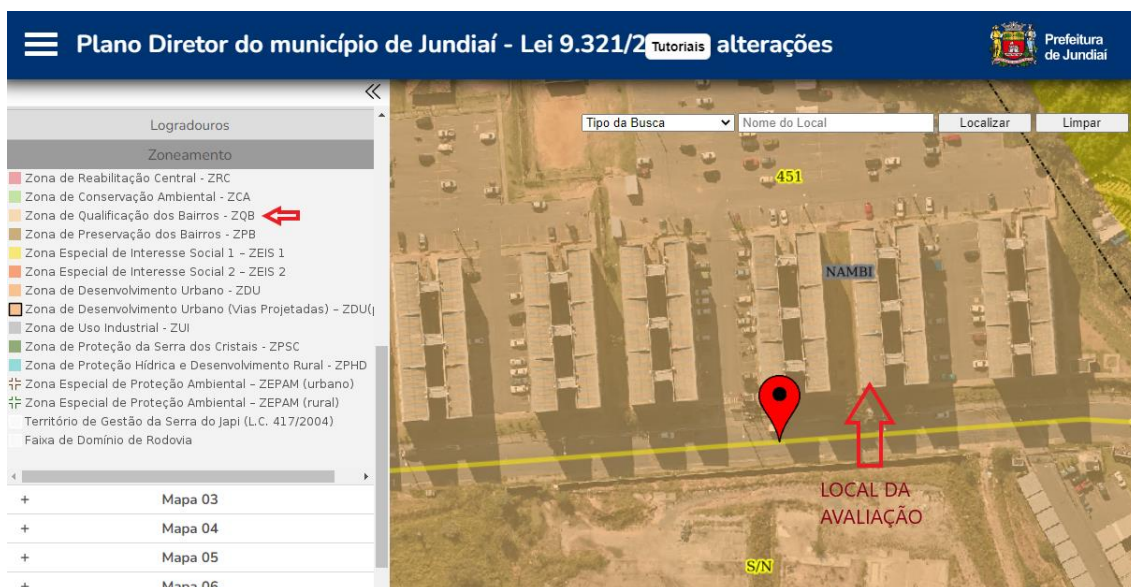 Plano Diretor do município de Jundiaí - Lei 9.321/2 Tutoriais alterações
Prefeitura
de Jundiaí
Logradouros
Zoneamento
Zona de Reabilitação Central - ZRC
Zona de Conservação Ambiental - ZCA
Zona de Qualificação dos Bairros - ZQB
Zona de Preservação dos Bairros - ZPB
Zona Especial de Interesse Social 1 – ZEIS 1
Zona Especial de Interesse Social 2 – ZEIS 2
Zona de Desenvolvimento Urbano - ZDU
Zona de Desenvolvimento Urbano (Vias Projetadas) – ZDU(
Zona de Uso Industrial - ZUI
Zona de Proteção da Serra dos Cristais - ZPSC
Zona de Proteção Hídrica e Desenvolvimento Rural - ZPHD
Zona Especial de Proteção Ambiental – ZEPAM (urbano)
Zona Especial de Proteção Ambiental – ZEPAM (rural)
Território de Gestão da Serra do Japi (L.C. 417/2004)
Faixa de Domínio de Rodovia
+ Mapa 03
+ Mapa 04
+ Mapa 05
+ Mapa 06
Tipo da Busca Nome do Local Localizar Limpar
451
NAMBI
LOCAL DA
AVALIAÇÃO
S/N